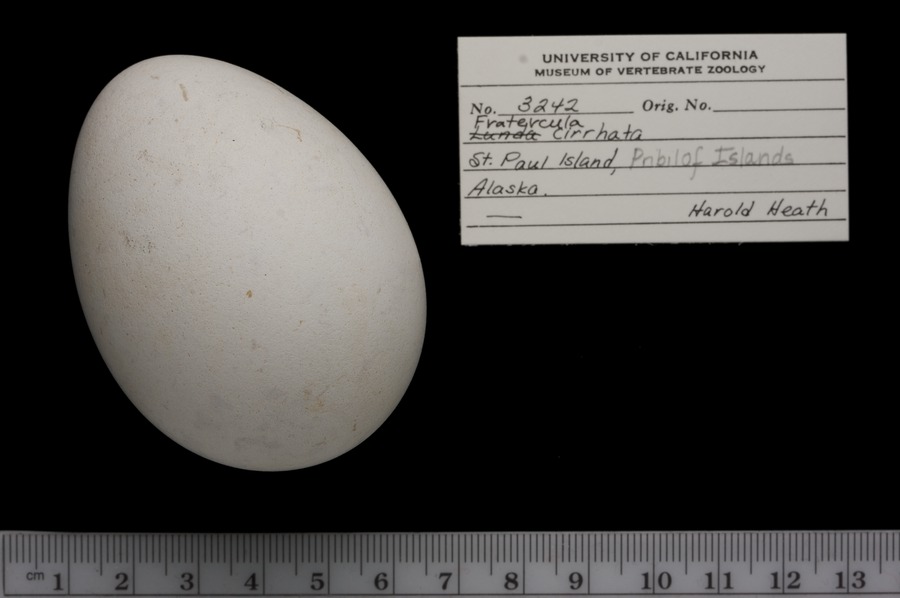 UNIVERSITY OF CALIFORNIA
MUSEUM OF VERTEBRATE ZOOLOGY
No. 3242 Orig. No.
Fratercula
Lunda Cirrhata
St. Paul Island, Pribilof Islands
Alaska.
Harold Heath
cm 1 2 3 4 5 6 7 8 9 10 11 12 13